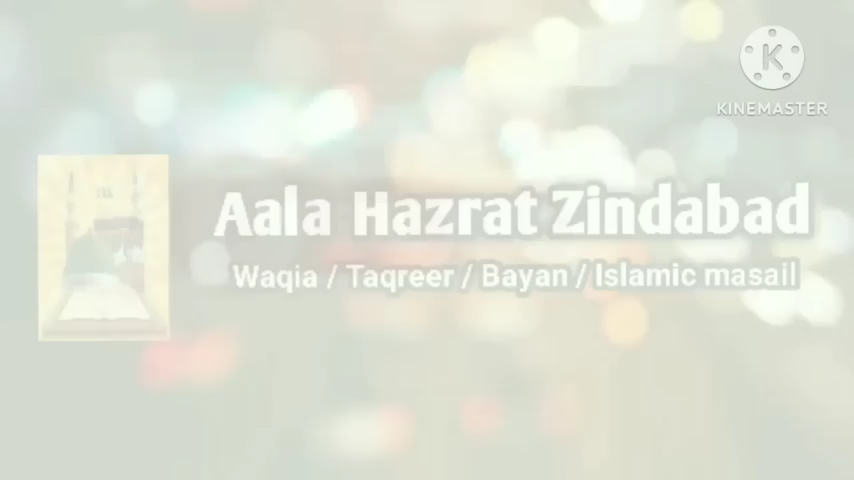 KINEMASTER
Aala Hazrat Zindabad
Waqia / Taqreer / Bayan / Islamic masail